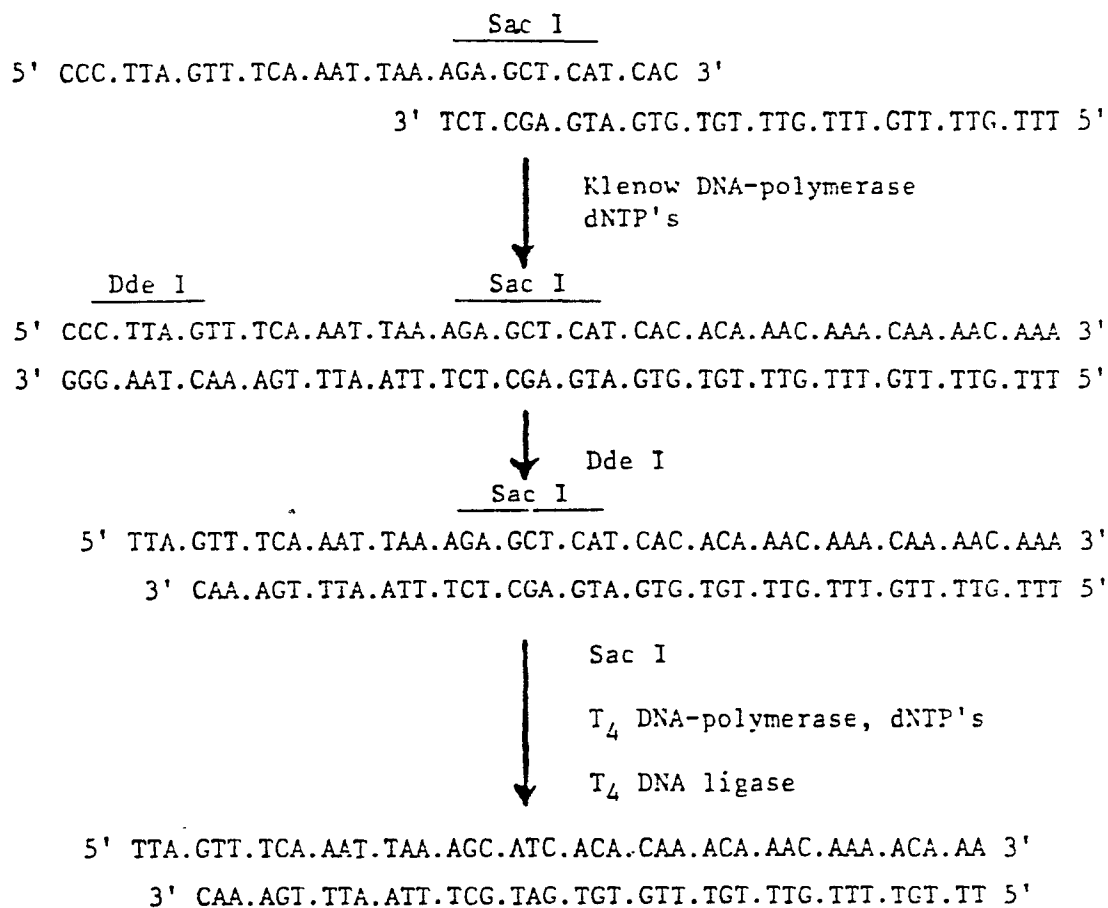 Sac I
5' CCC.TTA.GTT.TCA.AAT.TAA.AGA.GCT.CAT.CAC 3'
3' TCT.CGA.GTA.GTG.TGT.TTG.TTT.GTT.TTG.TTT 5'
Klenow DNA-polymerase
dNTP's
Dde I Sac I
5' CCC.TTA.GTT.TCA.AAT.TAA.AGA.GCT.CAT.CAC.ACA.AAC.AAA.CAA.AAC.AAA 3'
3' GGG.AAT.CAA.AGT.TTA.ATT.TCT.CGA.GTA.GTG.TGT.TTG.TTT.GTT.TTG.TTT 5'
Dde I
Sac I
5' TTA.GTT.TCA.AAT.TAA.AGA.GCT.CAT.CAC.ACA.AAC.AAA.CAA.AAC.AAA 3'
3' CAA.AGT.TTA.ATT.TCT.CGA.GTA.GTG.TGT.TTG.TTT.GTT.TTG.TTT 5'
Sac I
T4 DNA-polymerase, dNTP's
T4 DNA ligase
5' TTA.GTT.TCA.AAT.TAA.AGC.ATC.ACA.CAA.ACA.AAC.AAA.ACA.AA 3'
3' CAA.AGT.TTA.ATT.TCG.TAG.TGT.GTT.TGT.TTG.TTT.TGT.TT 5'